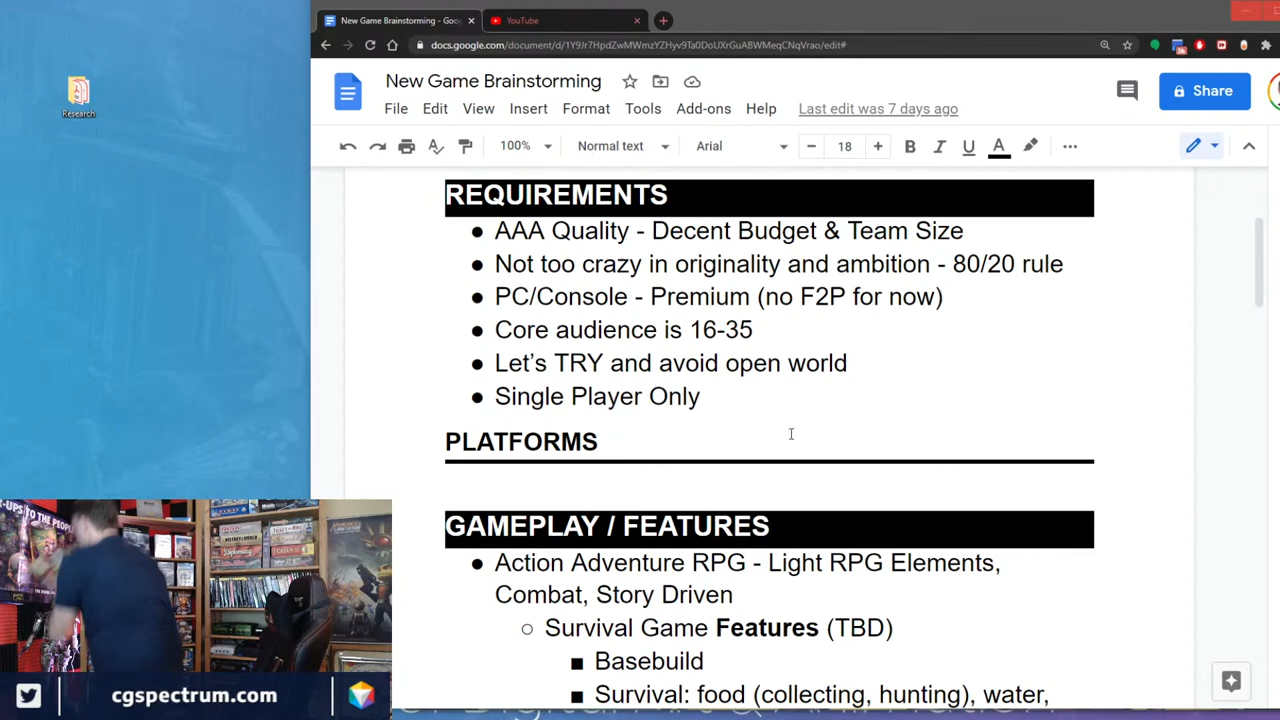 New Game Brainstorming - Goo
YouTube
docs.google.com/document/d/1Y9Jr7HpdZwMWmzYZHyv9Ta0DoUXrGuABWMeqCNqVrao/edit#
Research
New Game Brainstorming
File Edit View Insert Format Tools Add-ons Help Last edit was 7 days ago
Share
100% Normal text Arial 18 B I U A
REQUIREMENTS
● AAA Quality - Decent Budget & Team Size
● Not too crazy in originality and ambition - 80/20 rule
● PC/Console - Premium (no F2P for now)
● Core audience is 16-35
● Let's TRY and avoid open world
● Single Player Only
PLATFORMS
GAMEPLAY / FEATURES
● Action Adventure RPG - Light RPG Elements,
Combat, Story Driven
○ Survival Game Features (TBD)
■ Basebuild
■ Survival: food (collecting, hunting), water,
Diplomacy
CATAN
cgspectrum.com